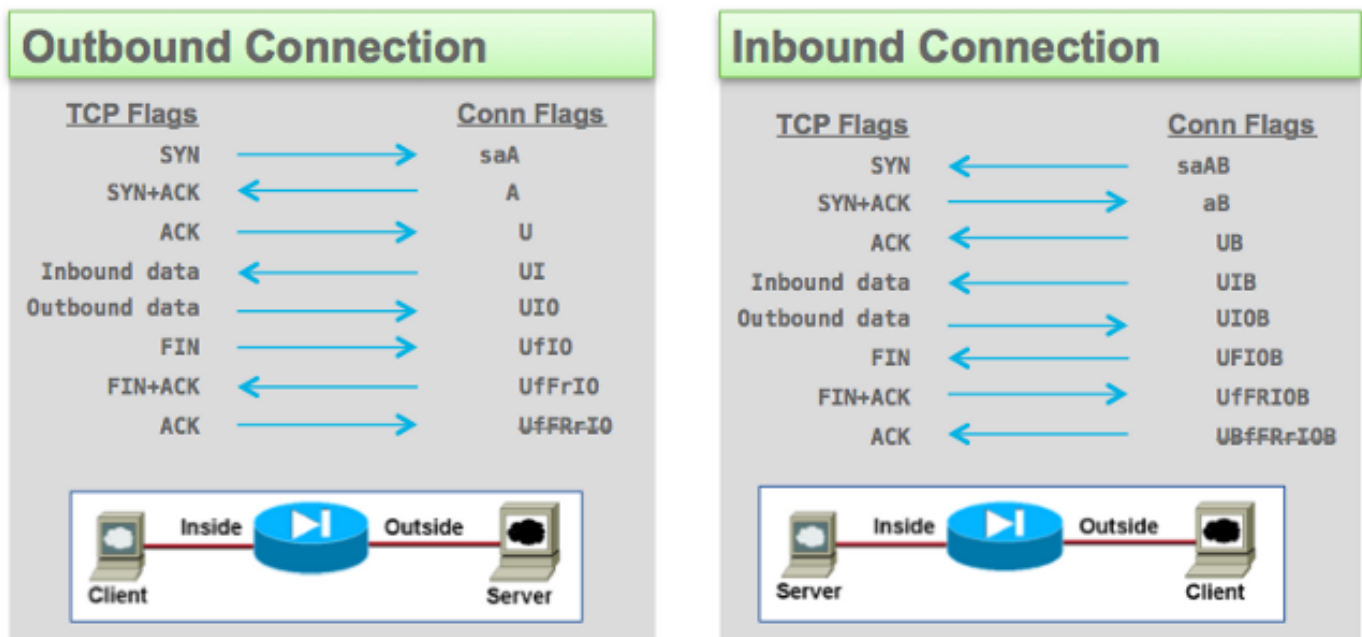 Outbound Connection
TCP Flags Conn Flags
SYN saA
SYN+ACK A
ACK U
Inbound data UI
Outbound data UIO
FIN UfIO
FIN+ACK UfFrIO
ACK UfFRrIO
Inside Outside
Client Server
Inbound Connection
TCP Flags Conn Flags
SYN saAB
SYN+ACK aB
ACK UB
Inbound data UIB
Outbound data UIOB
FIN UFIOB
FIN+ACK UfFRIOB
ACK UBfFRrIOB
Inside Outside
Server Client